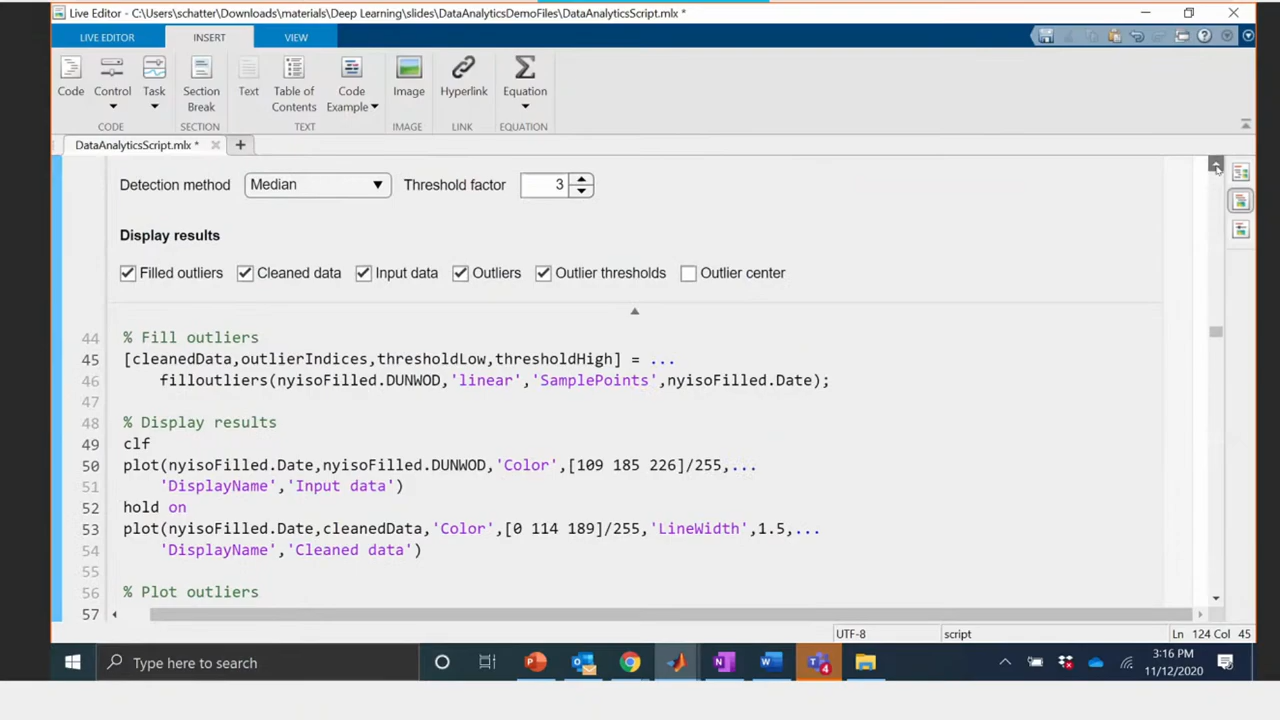 Live Editor - C:\Users\schatter\Downloads\materials\Deep Learning\slides\DataAnalyticsDemoFiles\DataAnalyticsScript.mlx *
LIVE EDITOR INSERT VIEW
Code Control Task Section Break Text Table of Contents Code Example Image Hyperlink Equation
CODE SECTION TEXT IMAGE LINK EQUATION
DataAnalyticsScript.mlx * × +
Detection method Median Threshold factor 3
Display results
Filled outliers Cleaned data Input data Outliers Outlier thresholds Outlier center
44 % Fill outliers
45 [cleanedData,outlierIndices,thresholdLow,thresholdHigh] = ...
46 filloutliers(nyisoFilled.DUNWOD,'linear','SamplePoints',nyisoFilled.Date);
47
48 % Display results
49 clf
50 plot(nyisoFilled.Date,nyisoFilled.DUNWOD,'Color',[109 185 226]/255,...
51 'DisplayName','Input data')
52 hold on
53 plot(nyisoFilled.Date,cleanedData,'Color',[0 114 189]/255,'LineWidth',1.5,...
54 'DisplayName','Cleaned data')
55
56 % Plot outliers
57
UTF-8 script Ln 124 Col 45
Type here to search
4
3:16 PM
11/12/2020